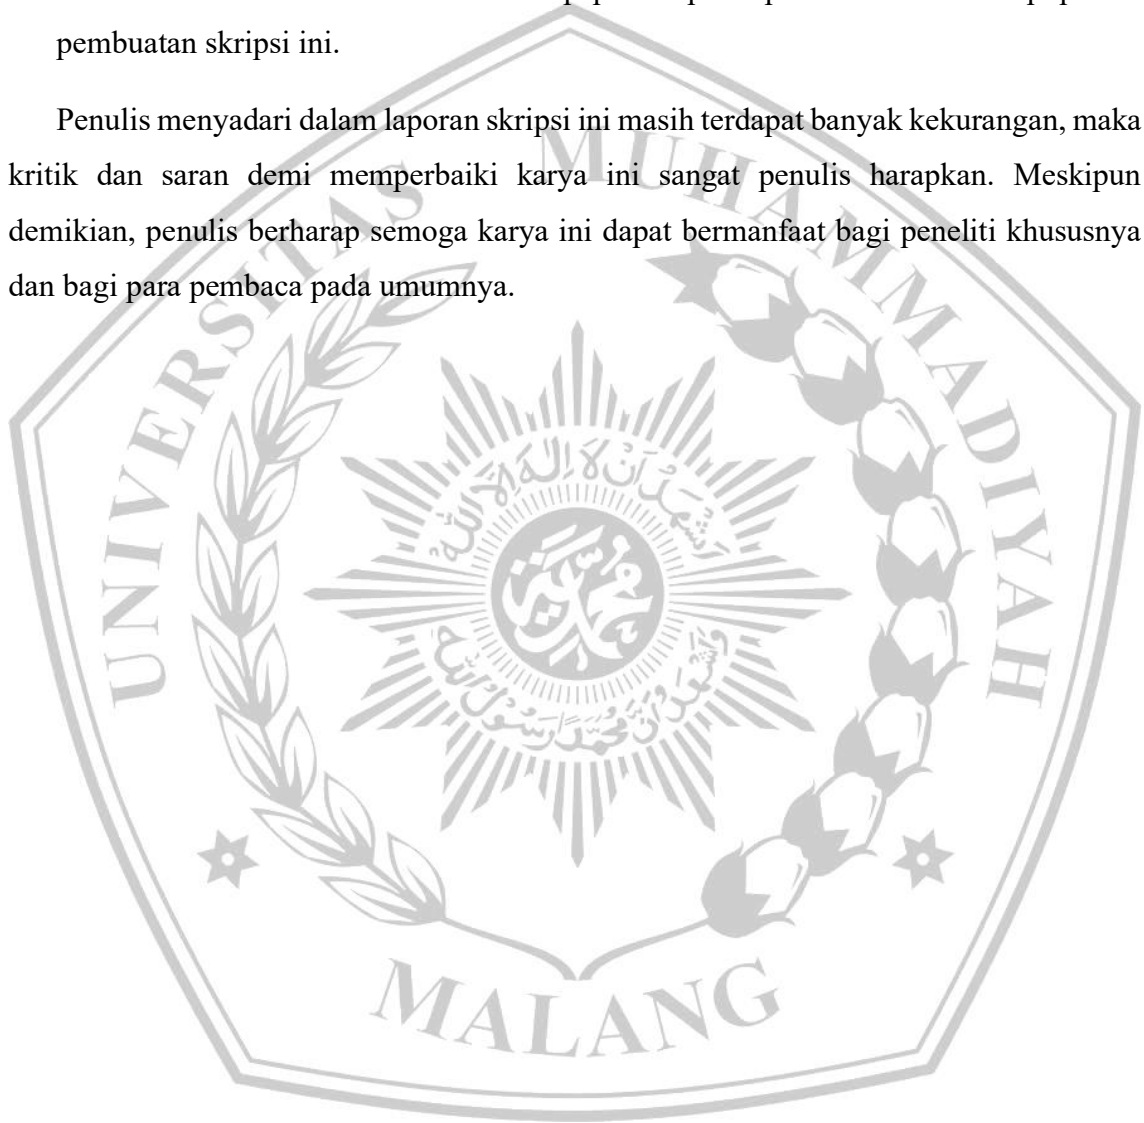 pembuatan skripsi ini.
Penulis menyadari dalam laporan skripsi ini masih terdapat banyak kekurangan, maka
kritik dan saran demi memperbaiki karya ini sangat penulis harapkan. Meskipun
demikian, penulis berharap semoga karya ini dapat bermanfaat bagi peneliti khususnya
dan bagi para pembaca pada umumnya.
UNIVERSITAS MUHAMMADIYAH
MALANG